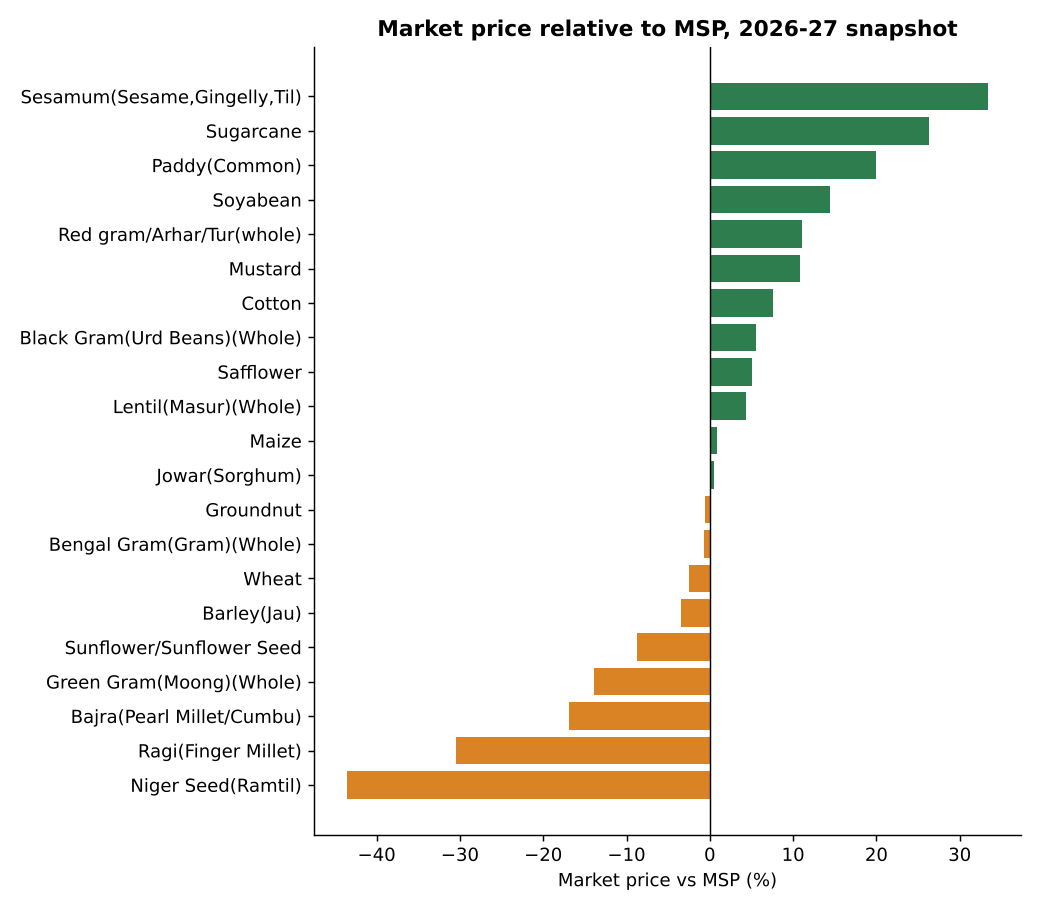 Market price relative to MSP, 2026-27 snapshot
Sesamum(Sesame,Gingelly,Til)
Sugarcane
Paddy(Common)
Soyabean
Red gram/Arhar/Tur(whole)
Mustard
Cotton
Black Gram(Urd Beans)(Whole)
Safflower
Lentil(Masur)(Whole)
Maize
Jowar(Sorghum)
Groundnut
Bengal Gram(Gram)(Whole)
Wheat
Barley(Jau)
Sunflower/Sunflower Seed
Green Gram(Moong)(Whole)
Bajra(Pearl Millet/Cumbu)
Ragi(Finger Millet)
Niger Seed(Ramtil)
−40 −30 −20 −10 0 10 20 30
Market price vs MSP (%)